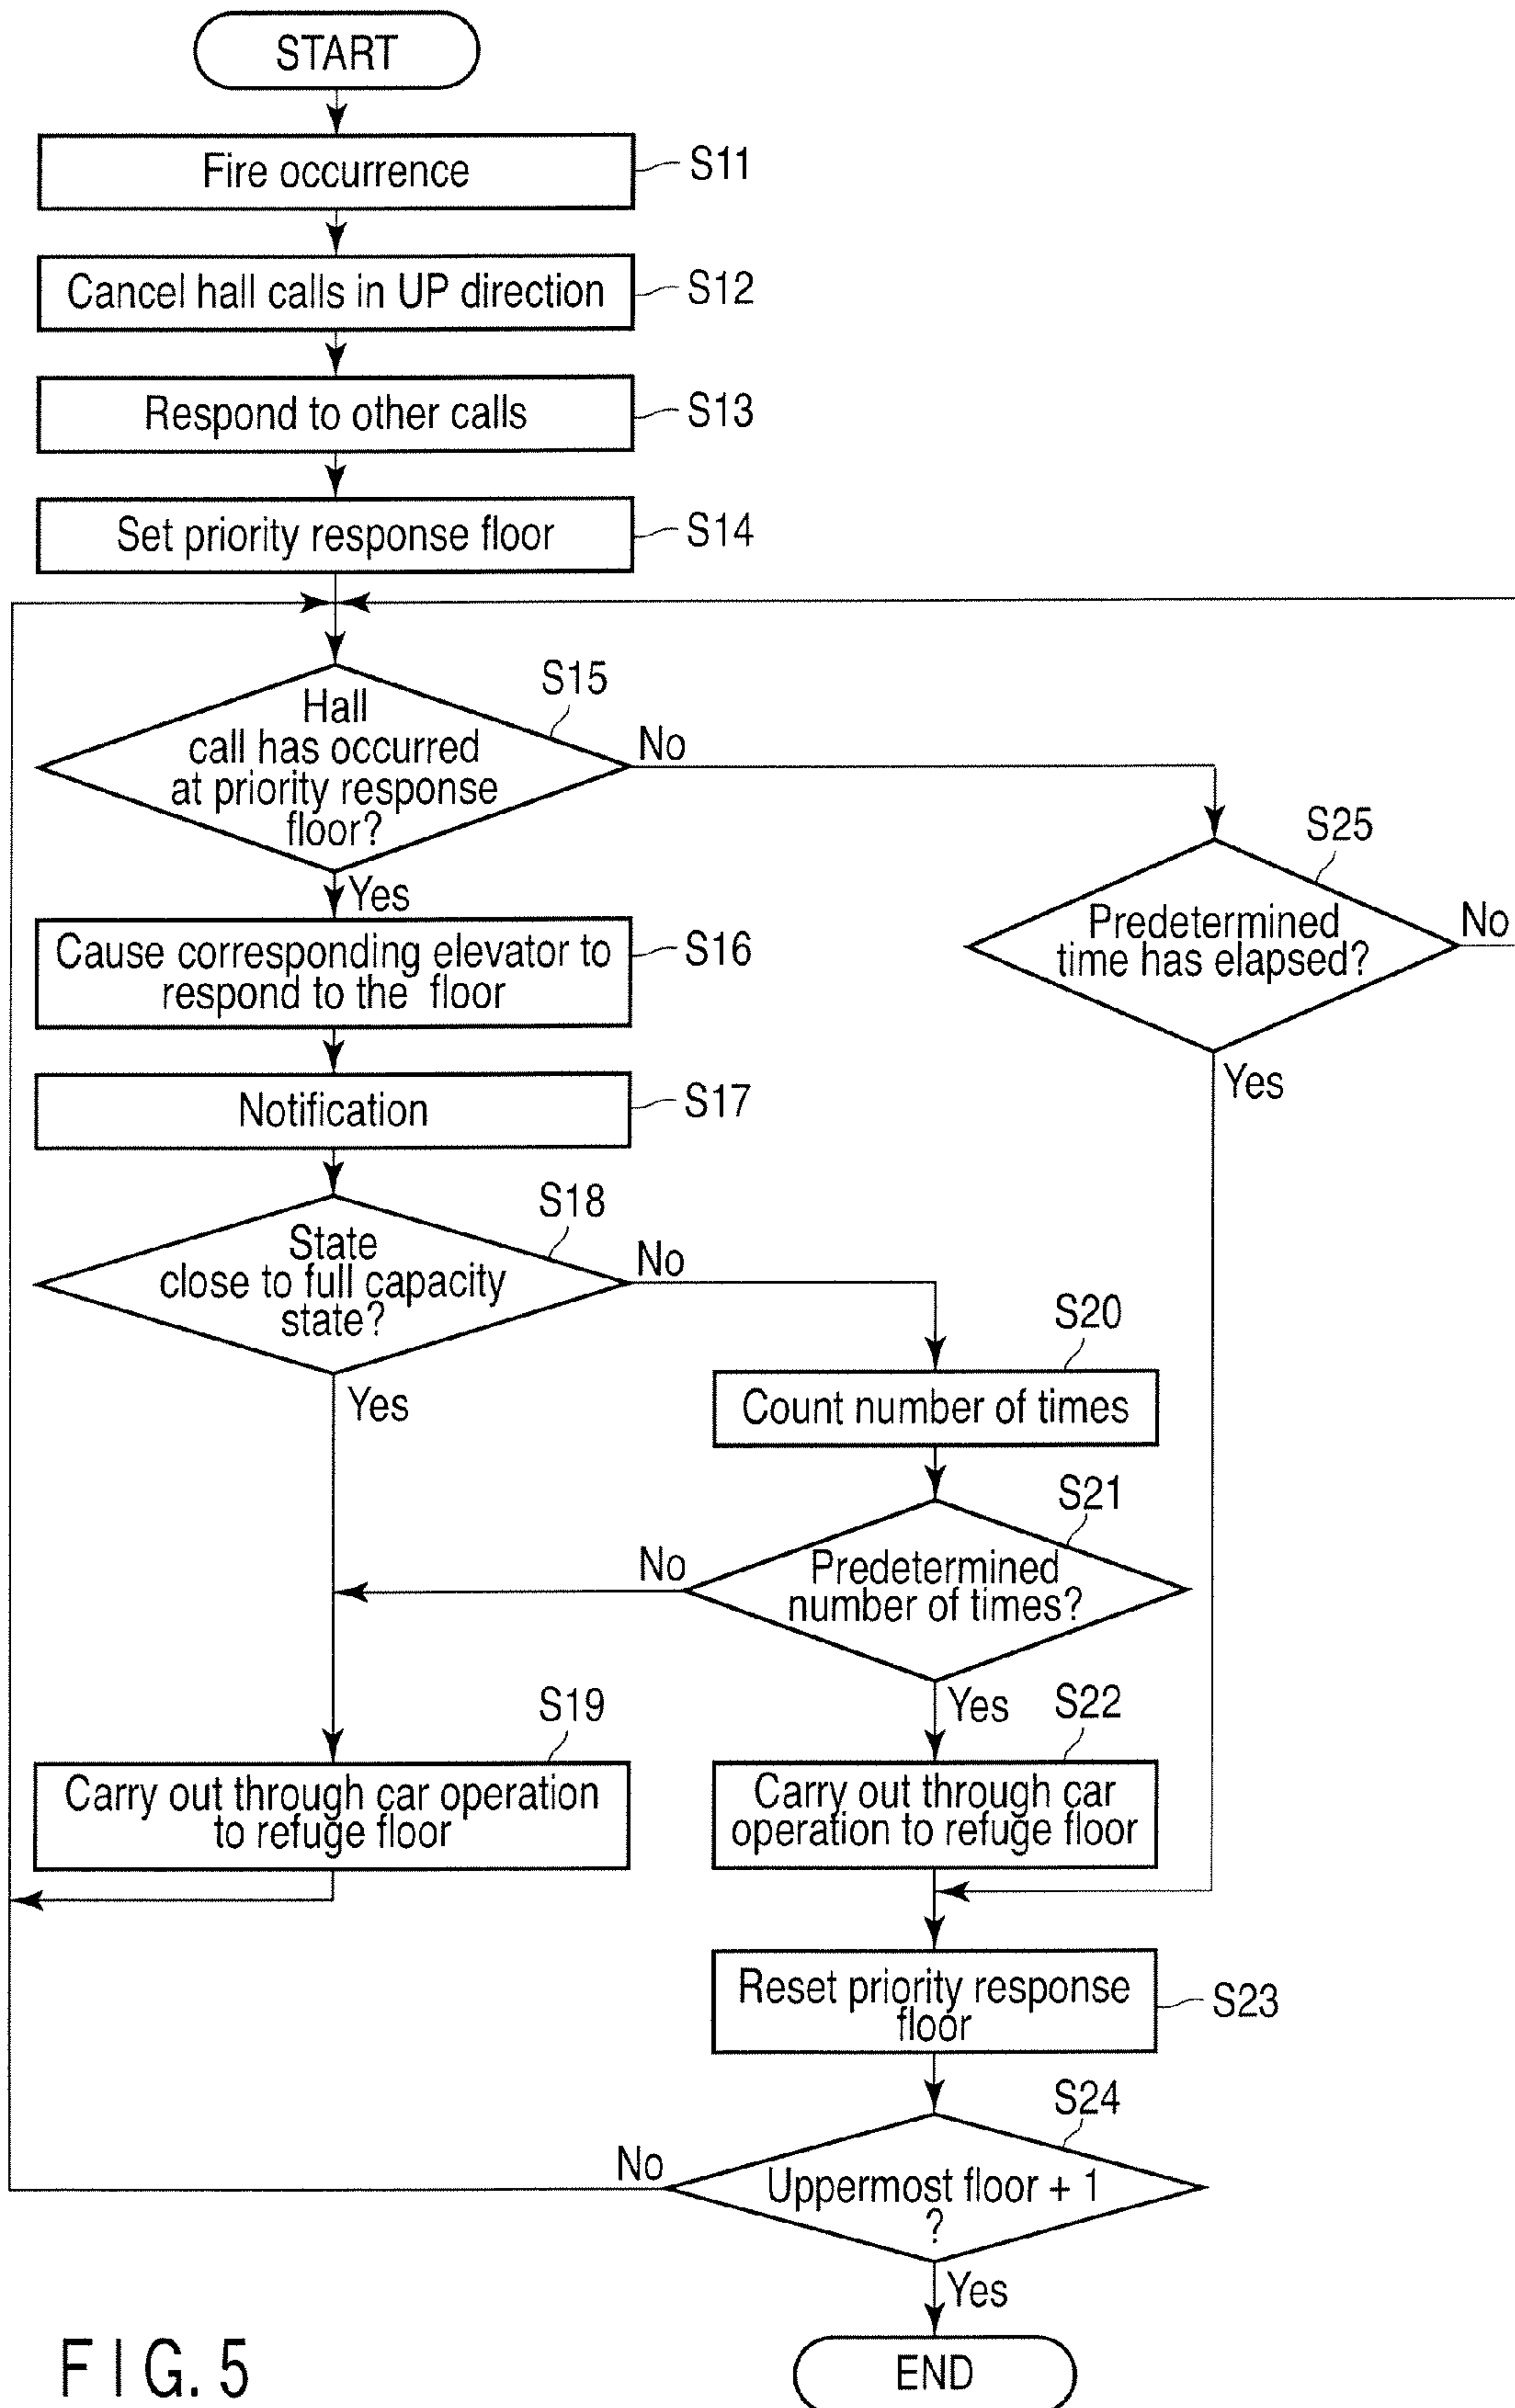 START
Fire occurrence
S11
Cancel hall calls in UP direction
S12
Respond to other calls
S13
Set priority response floor
S14
S15
Hall
call has occurred
at priority response
floor?
No
Yes
S25
Predetermined
time has elapsed?
No
Yes
Cause corresponding elevator to
respond to the floor
S16
Notification
S17
S18
State
close to full capacity
state?
No
Yes
S20
Count number of times
S21
Predetermined
number of times?
No
Yes
S19
Carry out through car operation
to refuge floor
S22
Carry out through car
operation to refuge floor
Reset priority response
floor
S23
S24
Uppermost floor + 1
?
No
Yes
END
FIG. 5